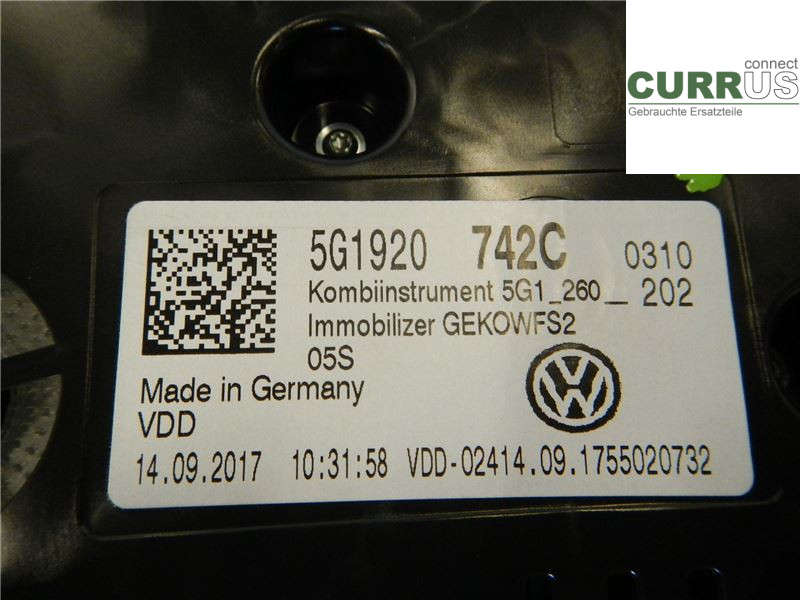 connect
CURRUS
Gebrauchte Ersatzteile
5G1920 742C 0310
Kombiinstrument 5G1_260__ 202
Immobilizer GEKOWFS2
05S
Made in Germany
VDD
14.09.2017 10:31:58 VDD-02414.09.1755020732